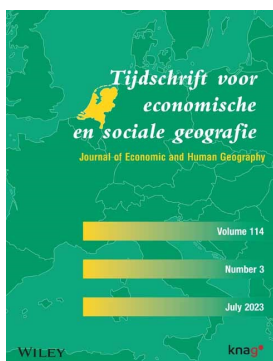 Tijdschrift voor
economische
en sociale geografie
Journal of Economic and Human Geography
Volume 114
Number 3
July 2023
WILEY
knag